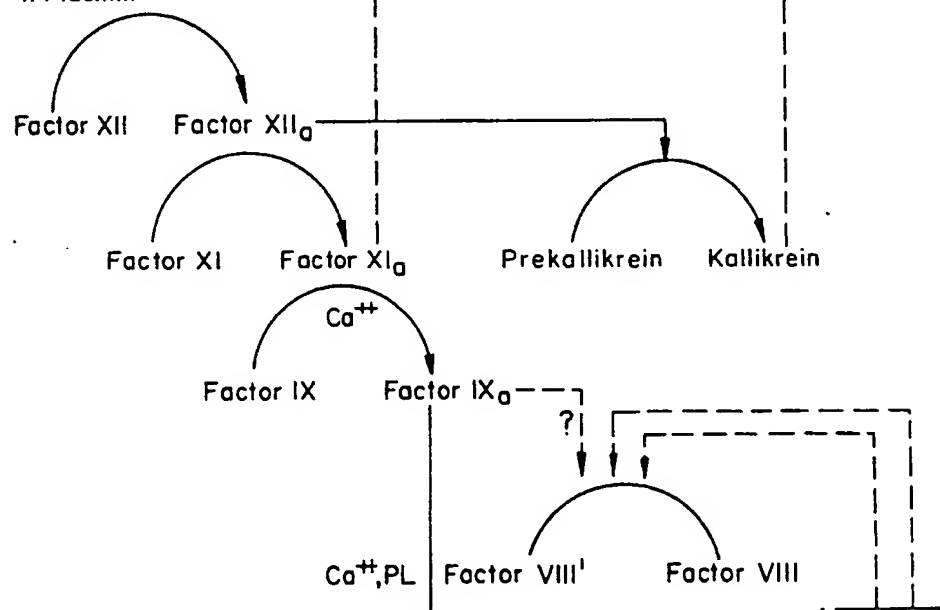 Factor XII Factor XIIa
Factor XI Factor XIa Prekallikrein Kallikrein
Ca++
Factor IX Factor IXa
?
Ca++,PL Factor VIII' Factor VIII